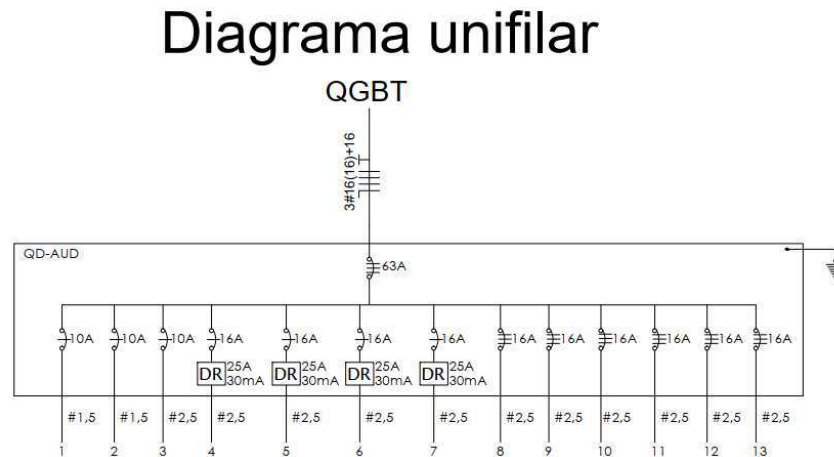 Diagrama unifilar
QGBT
3#16(16)+16
QD-AUD
63A
10A 10A 10A 16A 16A 16A 16A 16A 16A 16A 16A 16A 16A
DR 25A 30mA DR 25A 30mA DR 25A 30mA DR 25A 30mA
#1,5 #1,5 #2,5 #2,5 #2,5 #2,5 #2,5 #2,5 #2,5 #2,5 #2,5 #2,5 #2,5
1 2 3 4 5 6 7 8 9 10 11 12 13